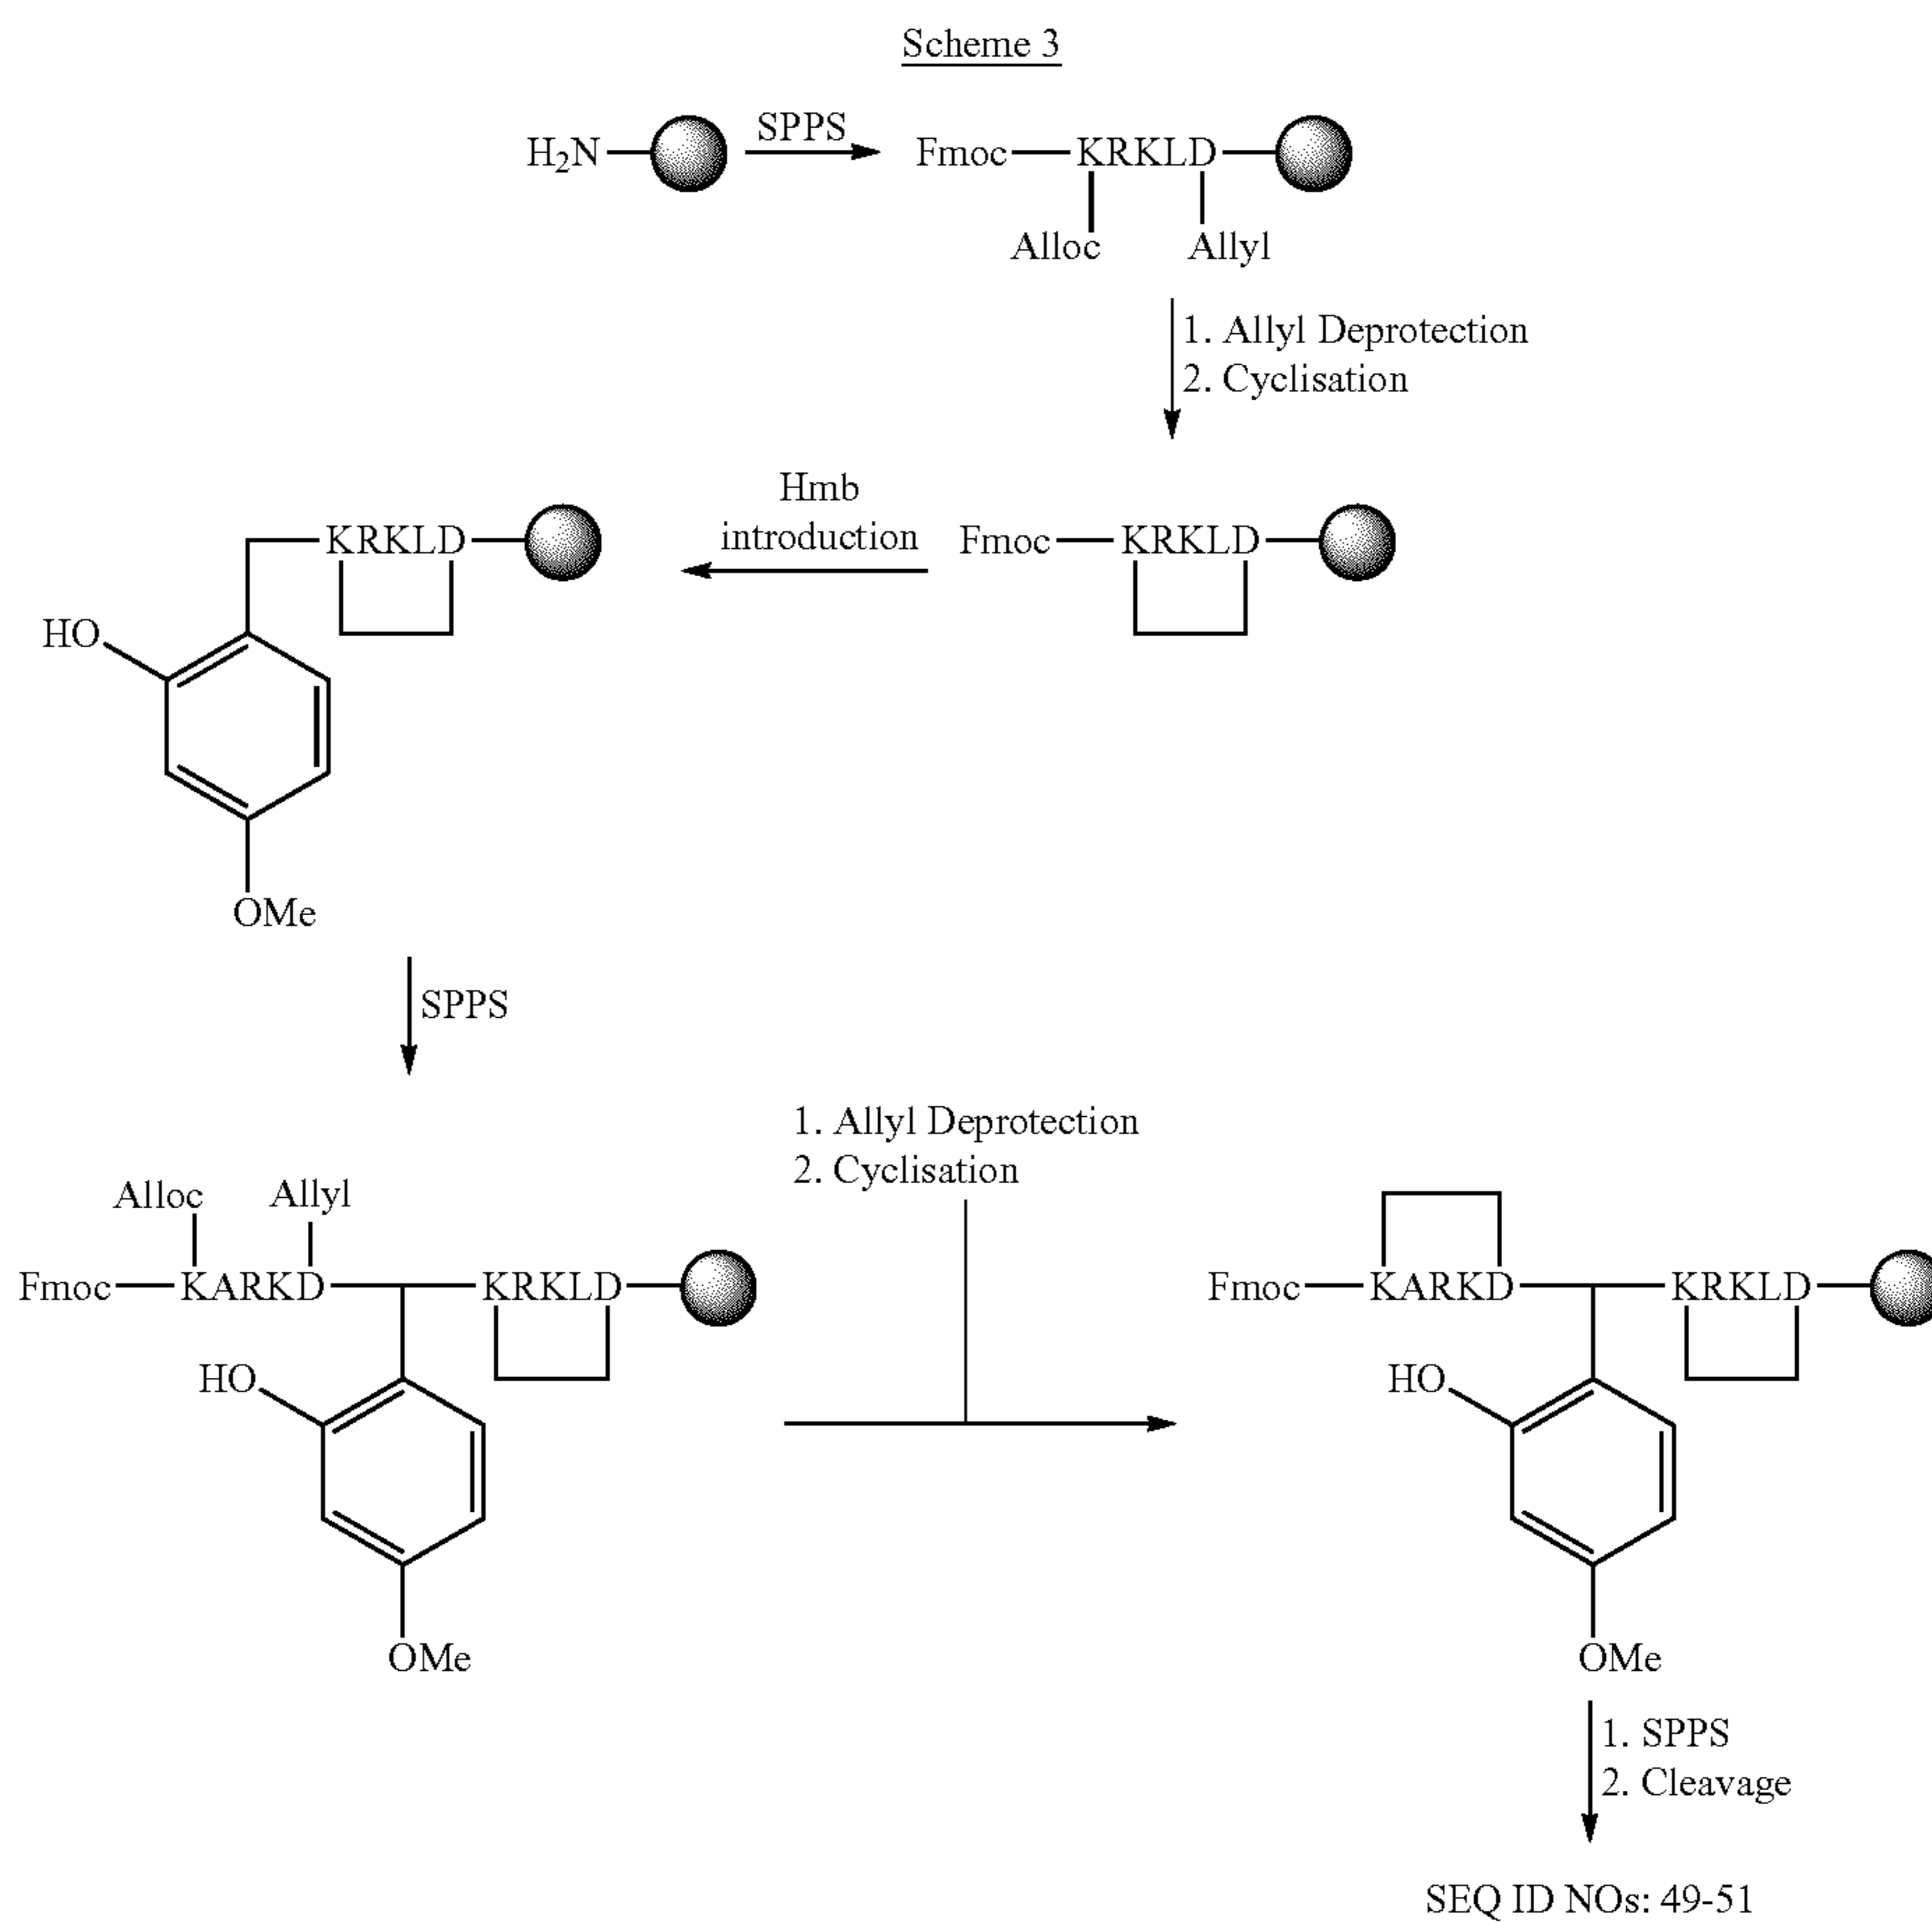 Scheme 3
H2N
SPPS
Fmoc
KRKLD
Alloc
Allyl
1. Allyl Deprotection
2. Cyclisation
Hmb
introduction
KRKLD
Fmoc
KRKLD
HO
OMe
SPPS
1. Allyl Deprotection
2. Cyclisation
Alloc
Allyl
Fmoc
KARKD
KRKLD
HO
OMe
Fmoc
KARKD
KRKLD
HO
OMe
1. SPPS
2. Cleavage
SEQ ID NOs: 49-51